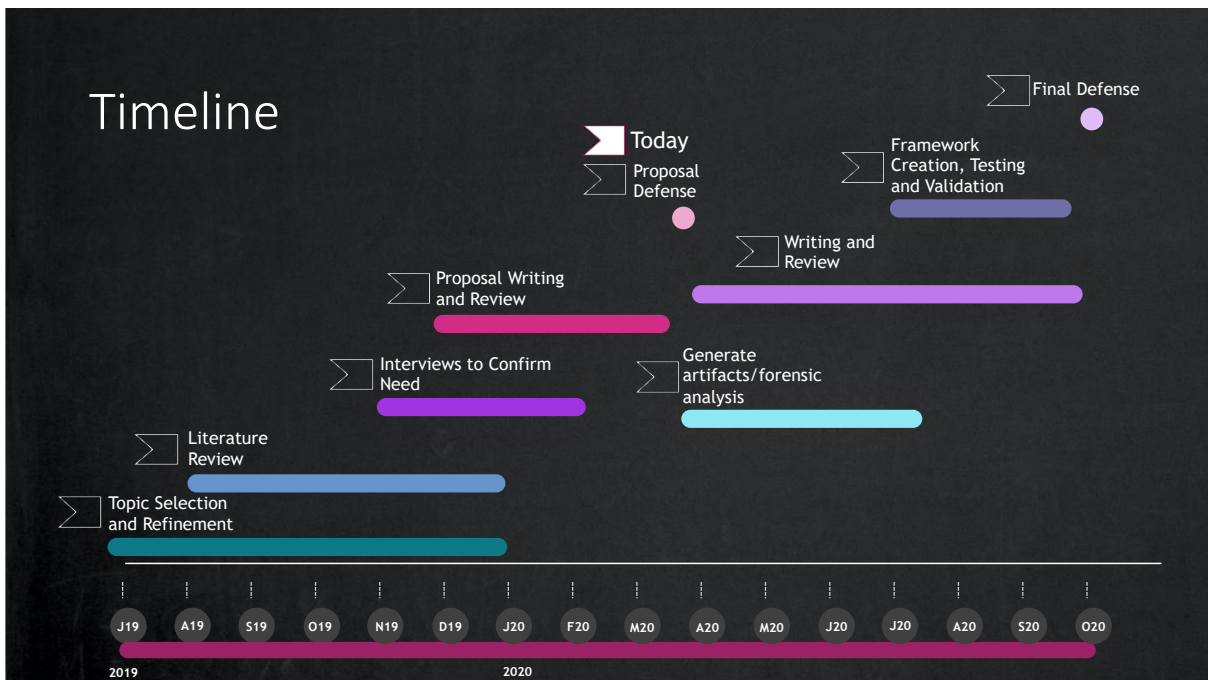 Timeline
Final Defense
Today
Proposal
Defense
Framework
Creation, Testing
and Validation
Writing and
Review
Proposal Writing
and Review
Interviews to Confirm
Need
Generate
artifacts/forensic
analysis
Literature
Review
Topic Selection
and Refinement
J19 A19 S19 O19 N19 D19 J20 F20 M20 A20 M20 J20 J20 A20 S20 O20
2019 2020